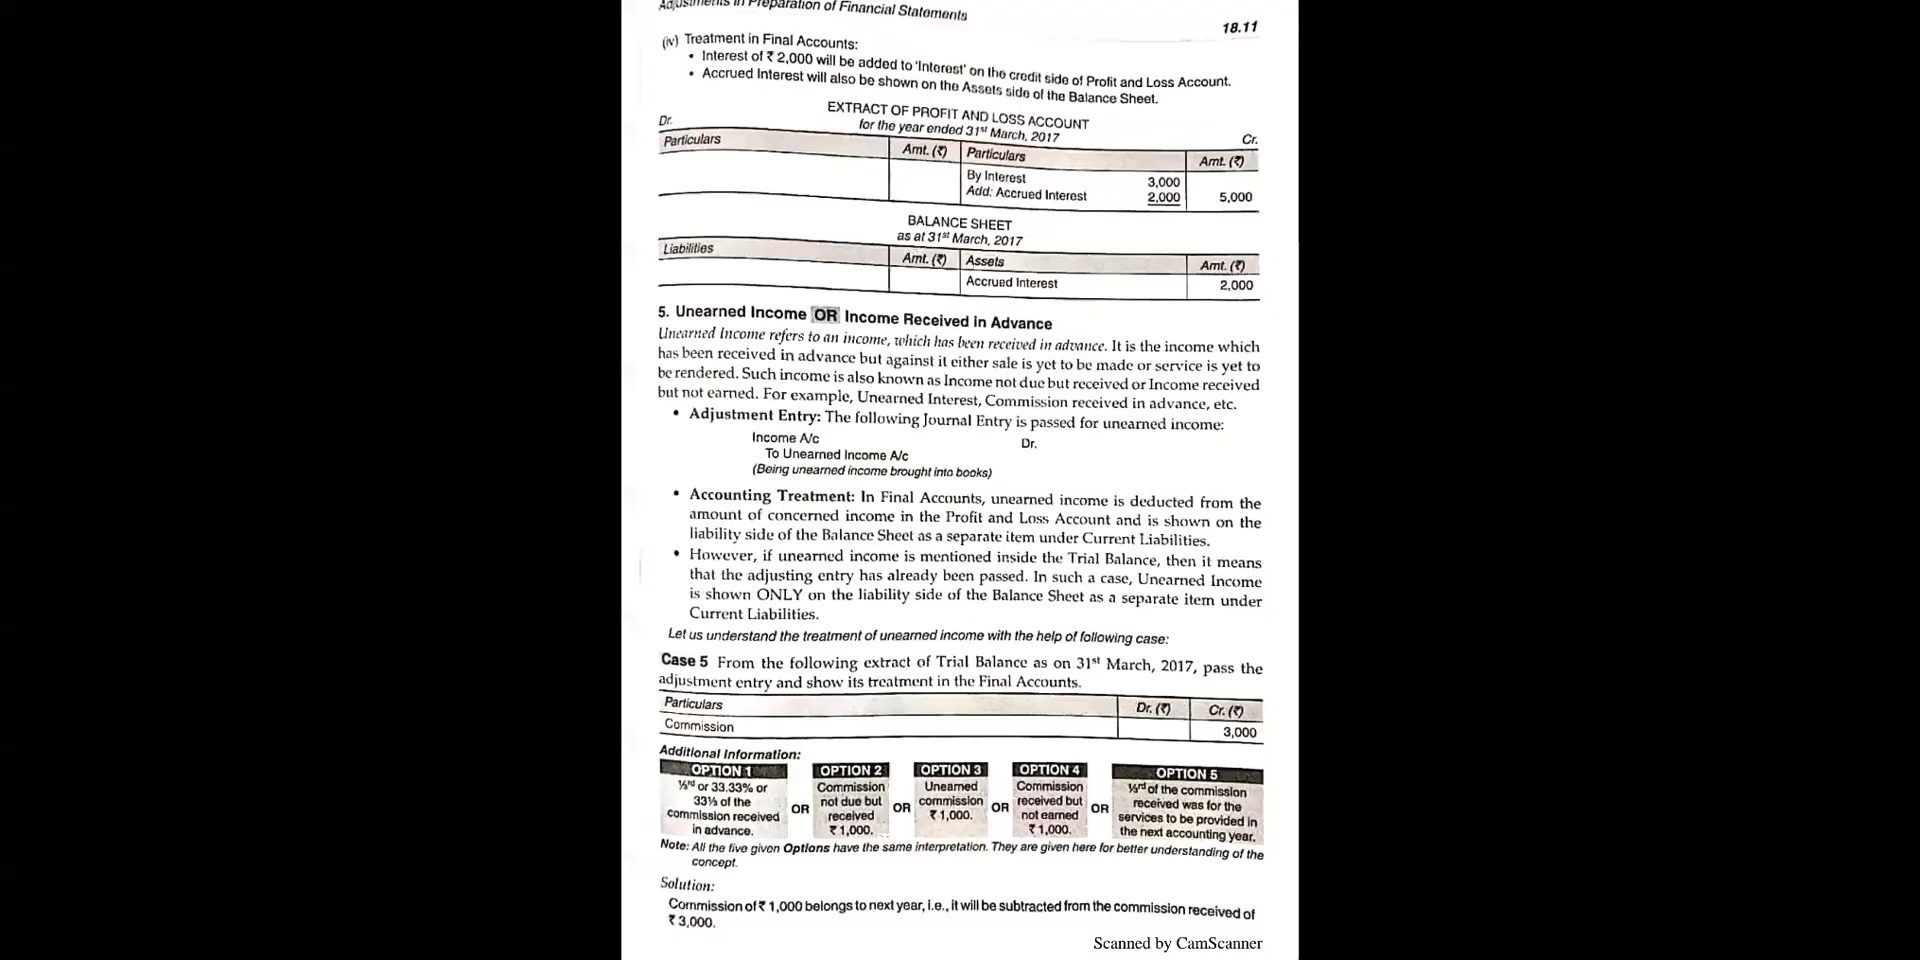 Adjustments in Preparation of Financial Statements
18.11
(iv) Treatment in Final Accounts:
• Interest of ₹ 2,000 will be added to 'Interest' on the credit side of Profit and Loss Account.
• Accrued Interest will also be shown on the Assets side of the Balance Sheet.
EXTRACT OF PROFIT AND LOSS ACCOUNT
for the year ended 31st March, 2017
Dr. Cr.
Particulars Amt. (₹) Particulars Amt. (₹)
By Interest 3,000
Add: Accrued Interest 2,000 5,000
BALANCE SHEET
as at 31st March, 2017
Liabilities Amt. (₹) Assets Amt. (₹)
Accrued Interest 2,000
5. Unearned Income OR Income Received in Advance
Unearned Income refers to an income, which has been received in advance. It is the income which
has been received in advance but against it either sale is yet to be made or service is yet to
be rendered. Such income is also known as Income not due but received or Income received
but not earned. For example, Unearned Interest, Commission received in advance, etc.
• Adjustment Entry: The following Journal Entry is passed for unearned income:
Income A/c Dr.
To Unearned Income A/c
(Being unearned income brought into books)
• Accounting Treatment: In Final Accounts, unearned income is deducted from the
amount of concerned income in the Profit and Loss Account and is shown on the
liability side of the Balance Sheet as a separate item under Current Liabilities.
• However, if unearned income is mentioned inside the Trial Balance, then it means
that the adjusting entry has already been passed. In such a case, Unearned Income
is shown ONLY on the liability side of the Balance Sheet as a separate item under
Current Liabilities.
Let us understand the treatment of unearned income with the help of following case:
Case 5 From the following extract of Trial Balance as on 31st March, 2017, pass the
adjustment entry and show its treatment in the Final Accounts.
Particulars Dr. (₹) Cr. (₹)
Commission 3,000
Additional Information:
OPTION 1
⅓rd or 33.33% or
33⅓ of the
commission received
in advance.
OR
OPTION 2
Commission
not due but
received
₹ 1,000.
OR
OPTION 3
Unearned
commission
₹ 1,000.
OR
OPTION 4
Commission
received but
not earned
₹ 1,000.
OR
OPTION 5
⅓rd of the commission
received was for the
services to be provided in
the next accounting year.
Note: All the five given Options have the same interpretation. They are given here for better understanding of the
concept.
Solution:
Commission of ₹ 1,000 belongs to next year, i.e., it will be subtracted from the commission received of
₹ 3,000.
Scanned by CamScanner